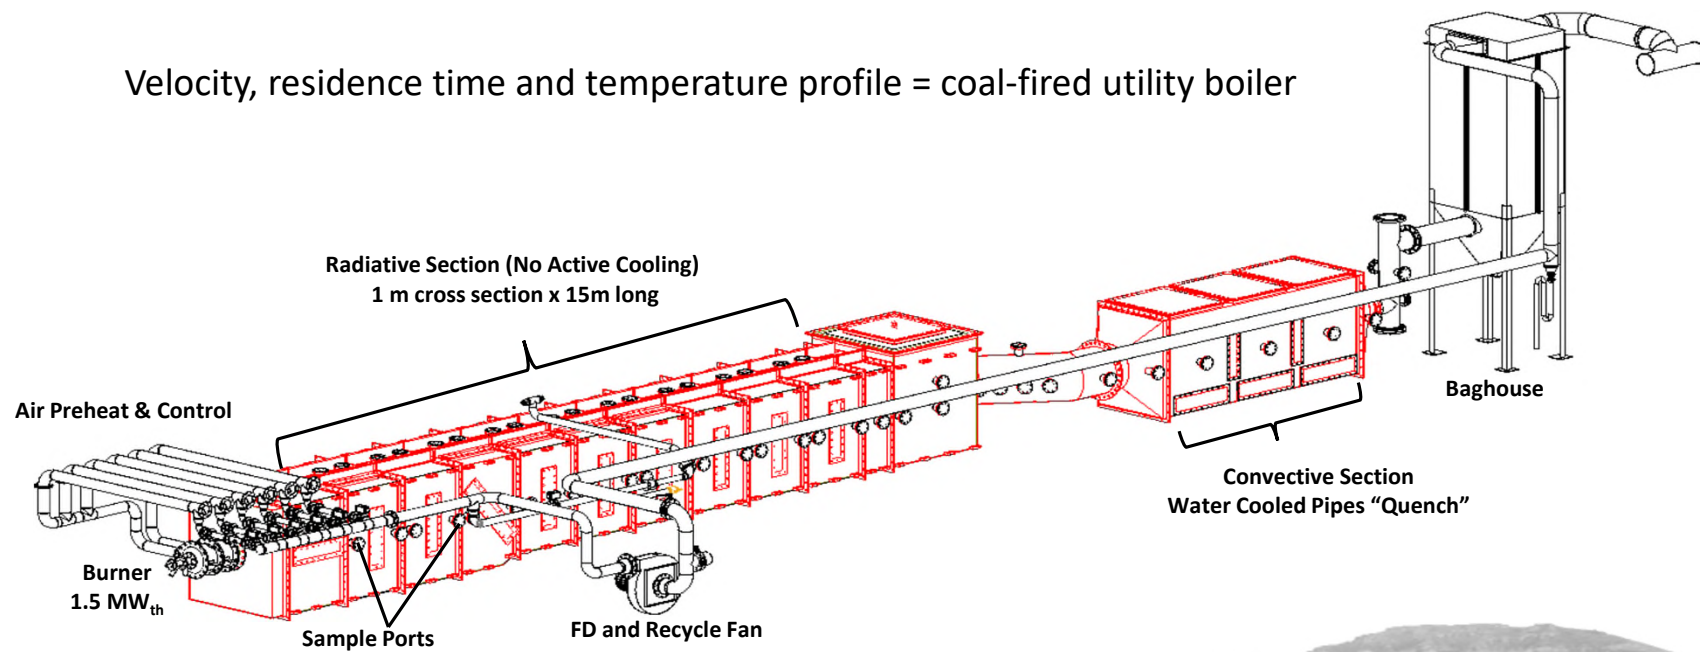 Velocity, residence time and temperature profile = coal-fired utility boiler
Radiative Section (No Active Cooling)
1 m cross section x 15m long
Air Preheat & Control
Baghouse
Convective Section
Water Cooled Pipes “Quench”
Burner
1.5 MWth
Sample Ports
FD and Recycle Fan